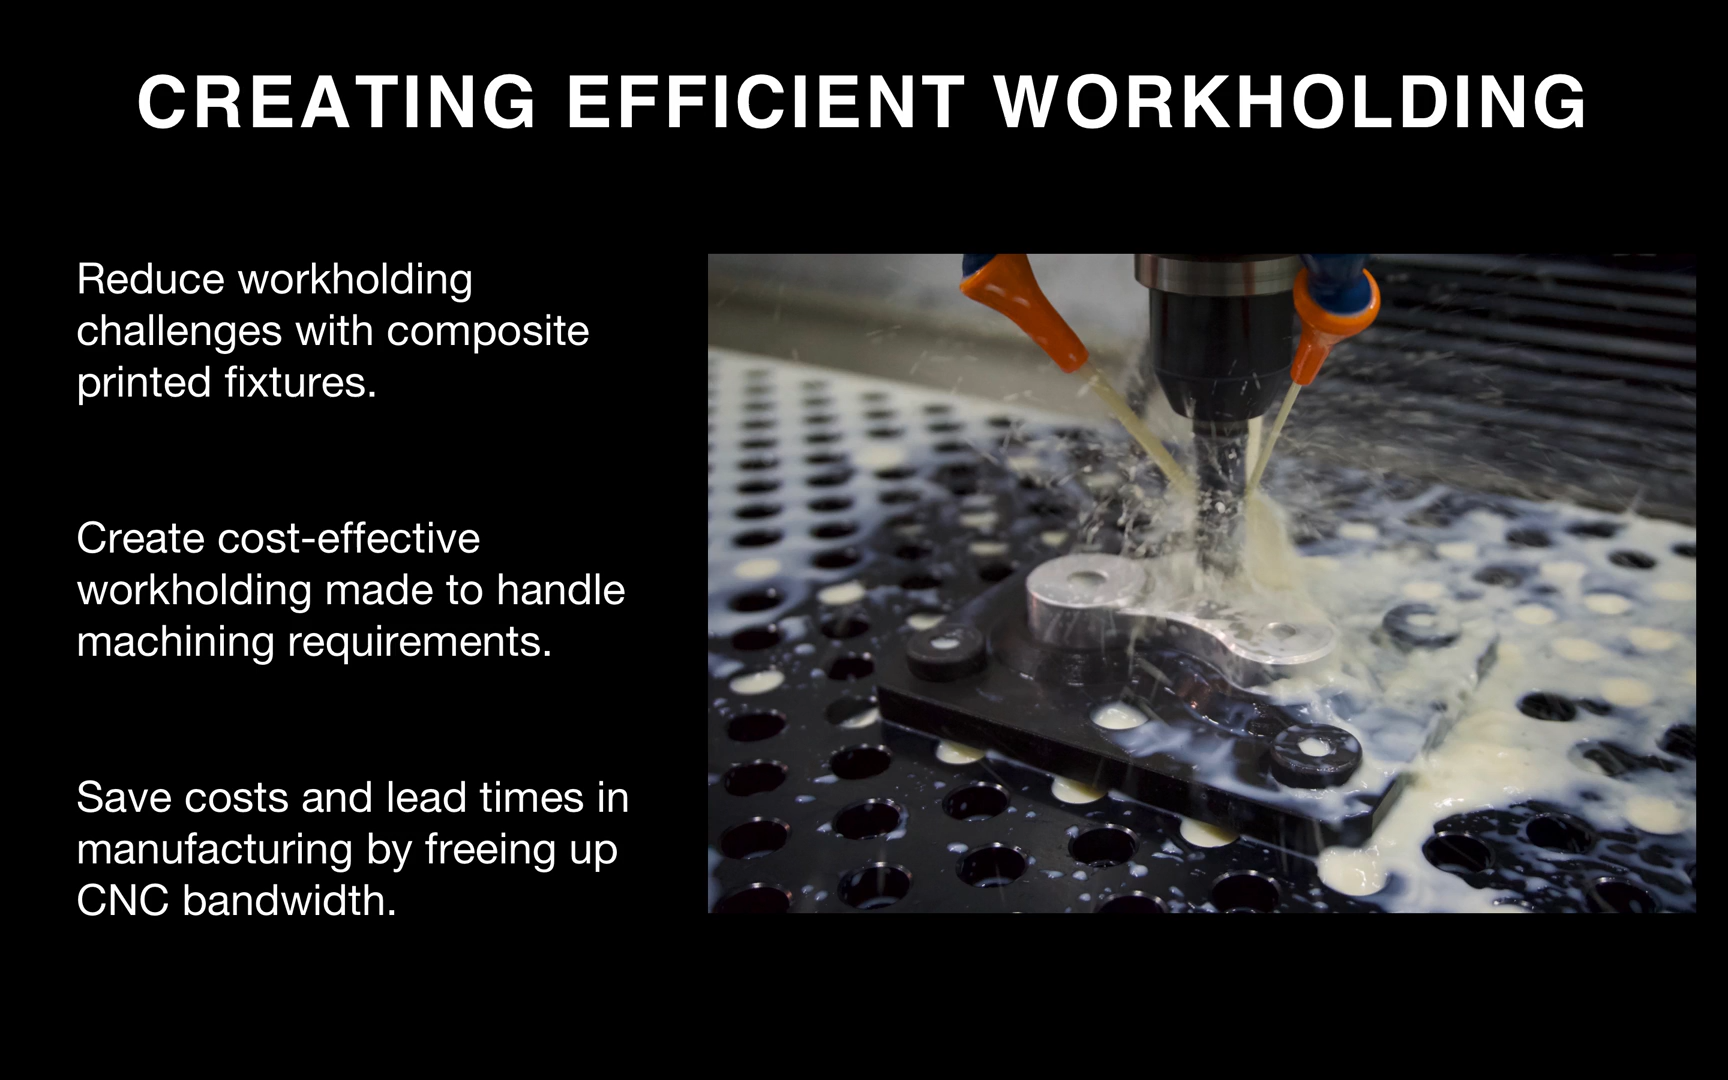 CREATING EFFICIENT WORKHOLDING
Reduce workholding
challenges with composite
printed fixtures.
Create cost-effective
workholding made to handle
machining requirements.
Save costs and lead times in
manufacturing by freeing up
CNC bandwidth.